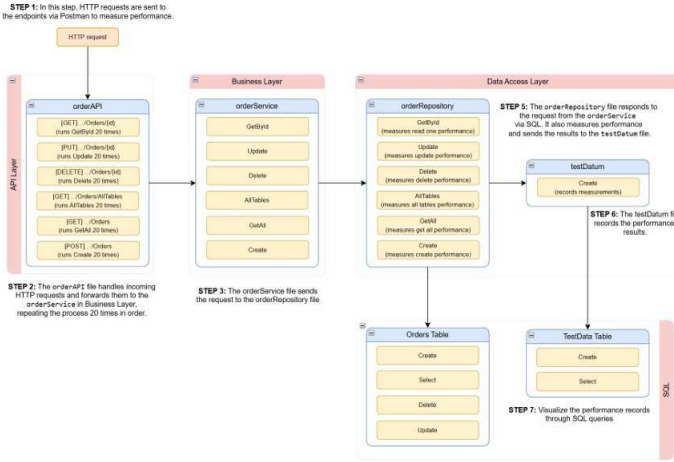 STEP 1: In this step, HTTP requests are sent to
the endpoints via Postman to measure performance.
HTTP request
API Layer
orderAPI
[GET] .../Orders/{id}
(runs GetById 20 times)
[PUT] .../Orders/{id}
(runs Update 20 times)
[DELETE] .../Orders/{id}
(runs Delete 20 times)
[GET] .../Orders/AllTables
(runs AllTables 20 times)
[GET] .../Orders
(runs GetAll 20 times)
[POST] .../Orders
(runs Create 20 times)
STEP 2: The orderAPI file handles incoming
HTTP requests and forwards them to the
orderService in Business Layer,
repeating the process 20 times in order.
Business Layer
orderService
GetById
Update
Delete
AllTables
GetAll
Create
STEP 3: The orderService file sends
the request to the orderRepository file
Data Access Layer
orderRepository
GetById
(measures read one performance)
Update
(measures update performance)
Delete
(measures delete performance)
AllTables
(measures all tables performance)
GetAll
(measures get all performance)
Create
(measures create performance)
STEP 5: The orderRepository file responds to
the request from the orderService
via SQL. It also measures performance
and sends the results to the testDatum file.
testDatum
Create
(records measurements)
STEP 6: The testDatum fi
records the performance
results.
Orders Table
Create
Select
Delete
Update
TestData Table
Create
Select
STEP 7: Visualize the performance records
through SQL queries
SQL